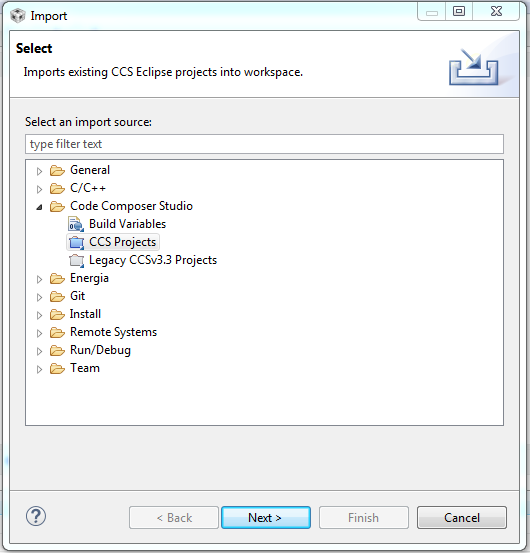 Import
Select
Imports existing CCS Eclipse projects into workspace.
Select an import source:
type filter text
General
C/C++
Code Composer Studio
Build Variables
CCS Projects
Legacy CCSv3.3 Projects
Energia
Git
Install
Remote Systems
Run/Debug
Team
? < Back Next > Finish Cancel